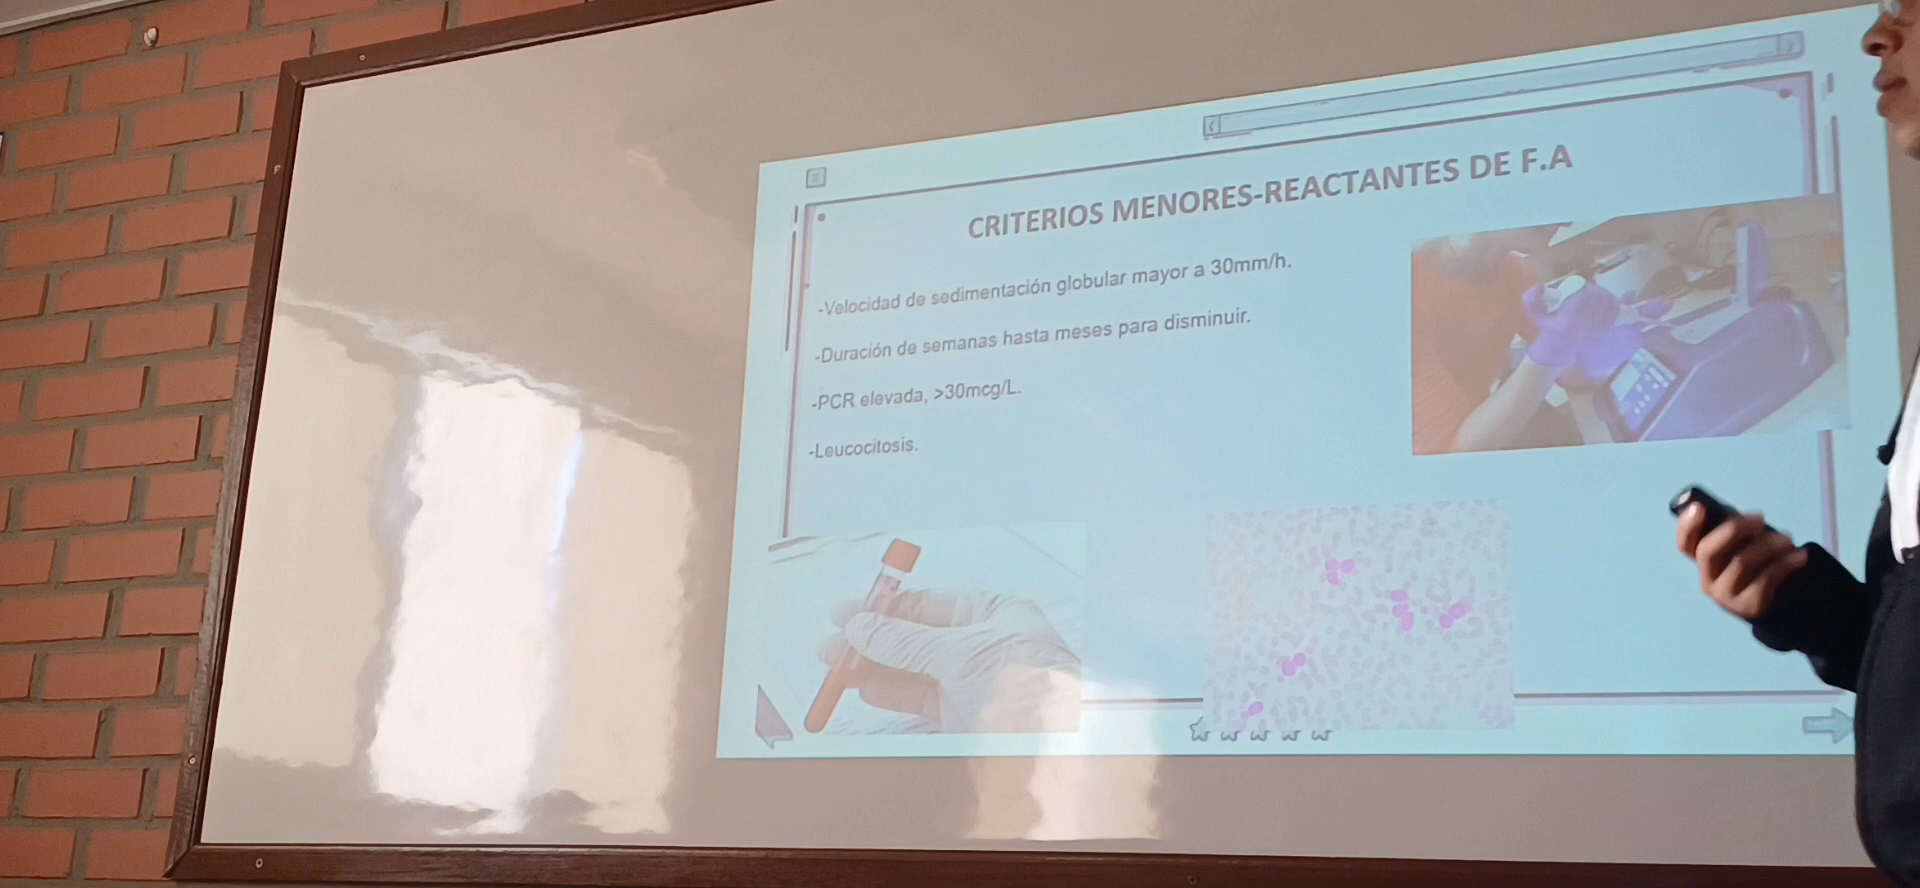 CRITERIOS MENORES-REACTANTES DE F.A
-Velocidad de sedimentación globular mayor a 30mm/h.
-Duración de semanas hasta meses para disminuir.
-PCR elevada, >30mcg/L.
-Leucocitosis.